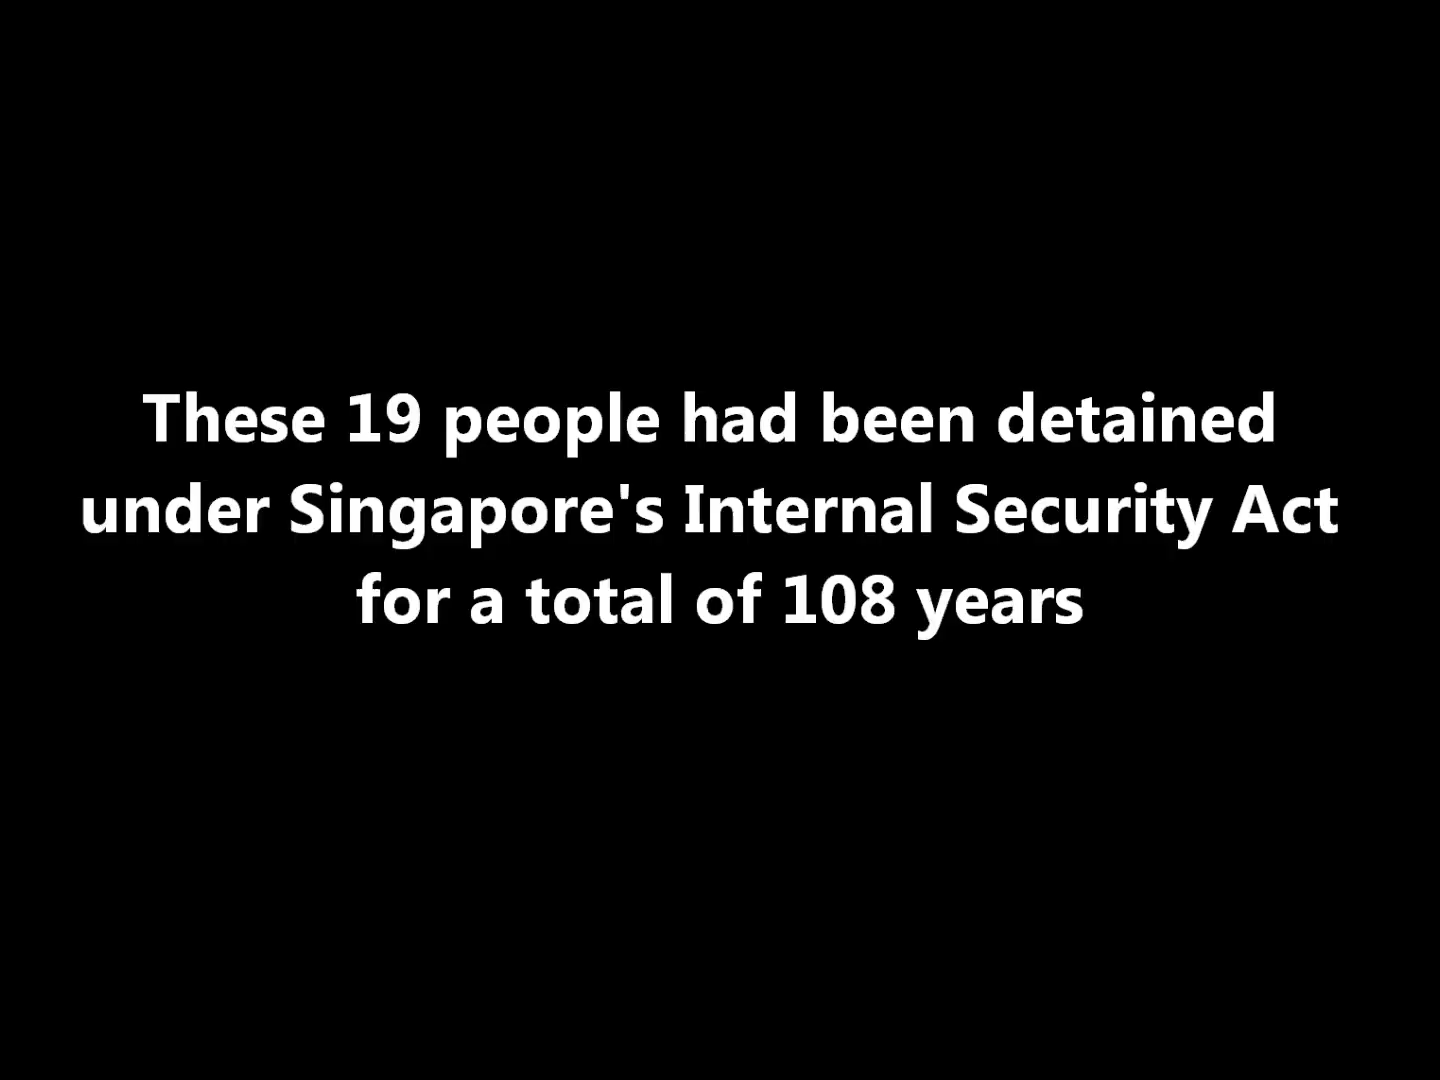 These 19 people had been detained
under Singapore's Internal Security Act
for a total of 108 years